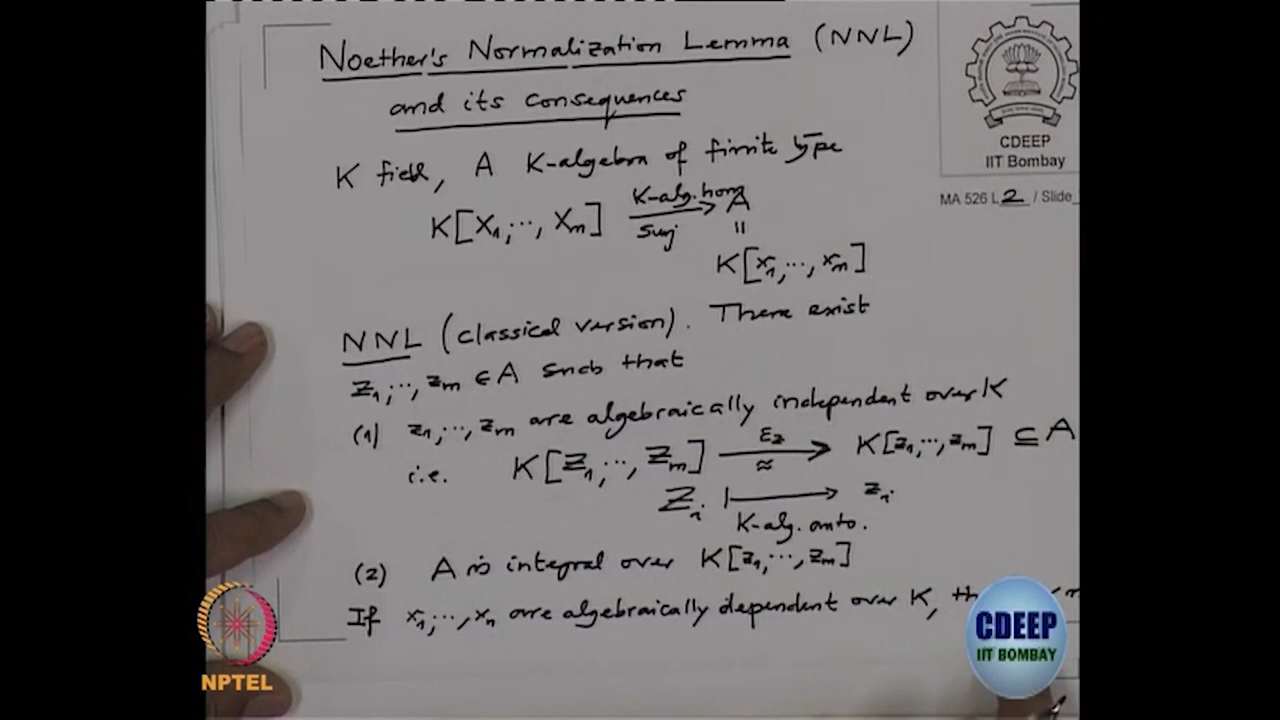 Noether's Normalization Lemma (NNL)
and its consequences
CDEEP
IIT Bombay
MA 526 L2 / Slide
K field, A K-algebra of finite type
K[X₁,...,Xₙ] K-alg. hom → surj A
=
K[x₁,...,xₙ]
NNL (classical version). There exist
z₁,...,zₘ ∈ A such that
(1) z₁,...,zₘ are algebraically independent over K
i.e. K[Z₁,...,Zₘ] ε_z → ≈ K[z₁,...,zₘ] ⊆ A
Zᵢ ↦ zᵢ
K-alg. auto.
(2) A is integral over K[z₁,...,zₘ]
If x₁,...,xₙ are algebraically dependent over K,
NPTEL
CDEEP
IIT BOMBAY